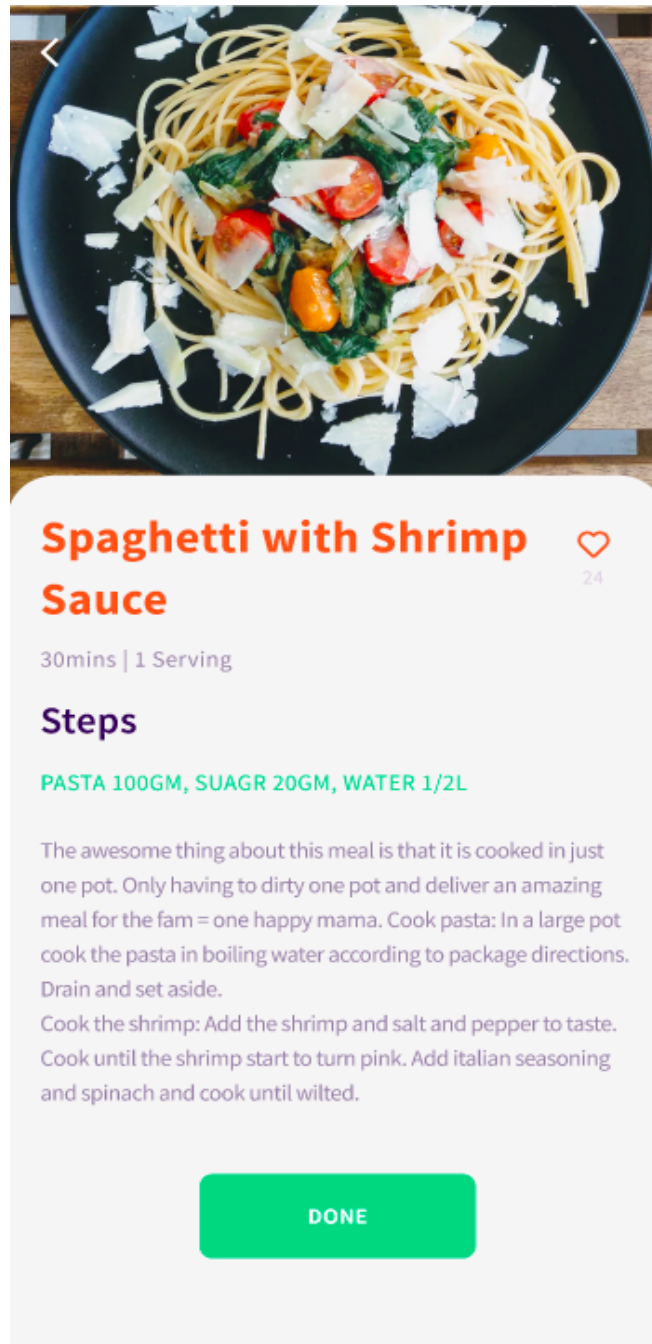 Spaghetti with Shrimp
Sauce
24
30mins | 1 Serving
Steps
PASTA 100GM, SUAGR 20GM, WATER 1/2L
The awesome thing about this meal is that it is cooked in just
one pot. Only having to dirty one pot and deliver an amazing
meal for the fam = one happy mama. Cook pasta: In a large pot
cook the pasta in boiling water according to package directions.
Drain and set aside.
Cook the shrimp: Add the shrimp and salt and pepper to taste.
Cook until the shrimp start to turn pink. Add italian seasoning
and spinach and cook until wilted.
DONE